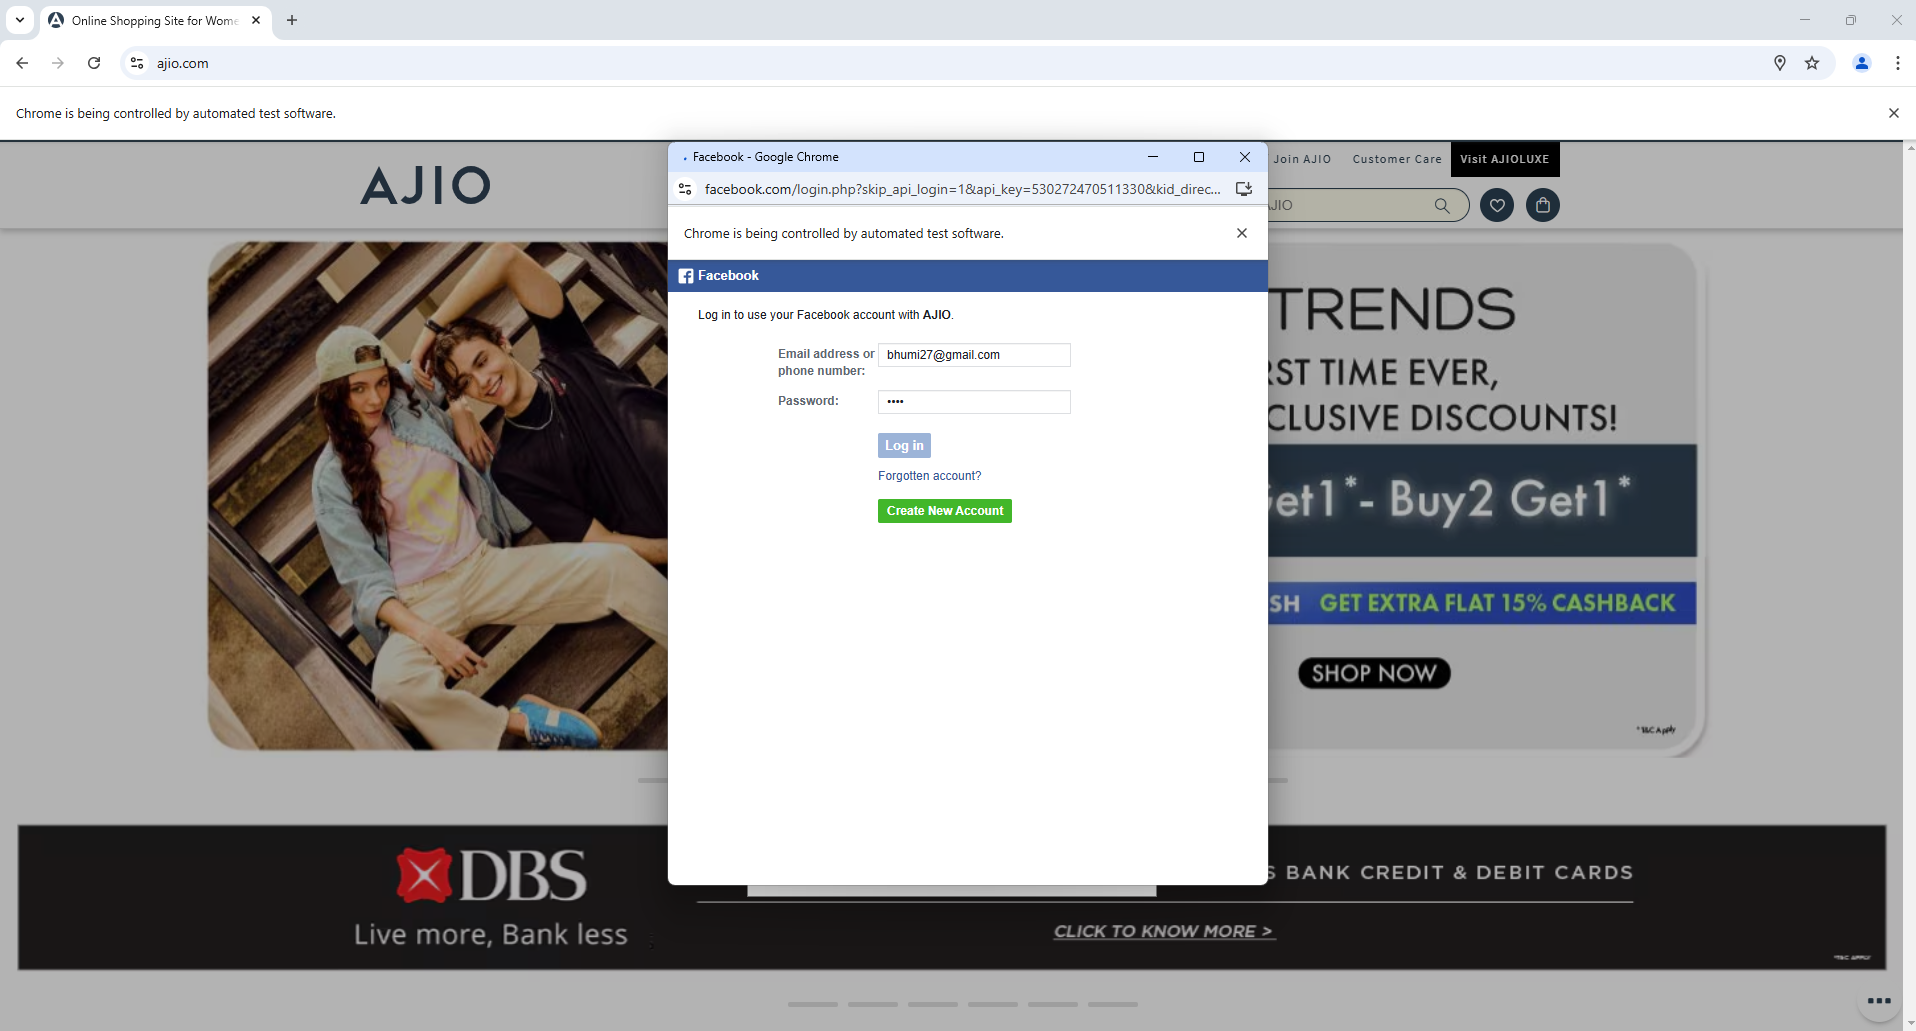 Online Shopping Site for Wome
ajio.com
Chrome is being controlled by automated test software.
AJIO
Join AJIO
Customer Care
Visit AJIOLUXE
JIO
Facebook - Google Chrome
facebook.com/login.php?skip_api_login=1&api_key=530272470511330&kid_direc...
Chrome is being controlled by automated test software.
Facebook
Log in to use your Facebook account with AJIO.
Email address or
phone number:
bhumi27@gmail.com
Password:
••••
Log in
Forgotten account?
Create New Account
TRENDS
RST TIME EVER,
CLUSIVE DISCOUNTS!
Get1*- Buy2 Get1*
SH GET EXTRA FLAT 15% CASHBACK
SHOP NOW
*T&C Apply
DBS
Live more, Bank less
S BANK CREDIT & DEBIT CARDS
CLICK TO KNOW MORE >
*T&C APPLY